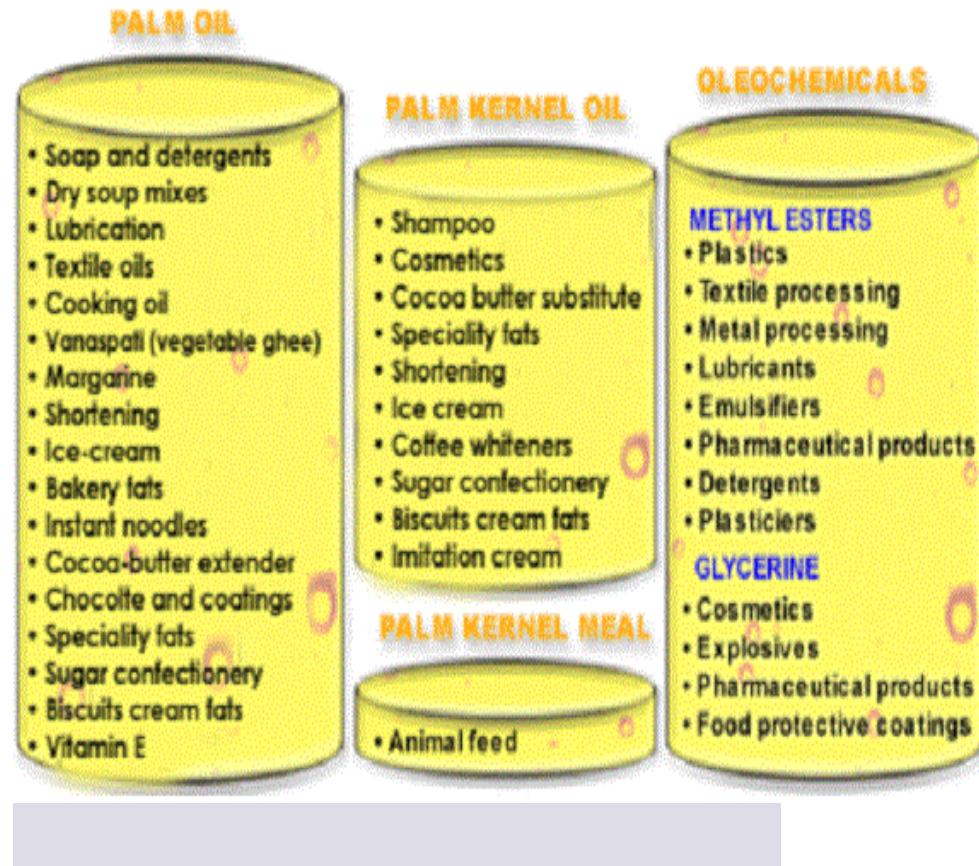 PALM OIL
• Soap and detergents
• Dry soup mixes
• Lubrication
• Textile oils
• Cooking oil
• Vanaspati (vegetable ghee)
• Margarine
• Shortening
• Ice-cream
• Bakery fats
• Instant noodles
• Cocoa-butter extender
• Chocolte and coatings
• Speciality fats
• Sugar confectionery
• Biscuits cream fats
• Vitamin E
PALM KERNEL OIL
• Shampoo
• Cosmetics
• Cocoa butter substitute
• Speciality fats
• Shortening
• Ice cream
• Coffee whiteners
• Sugar confectionery
• Biscuits cream fats
• Imitation cream
PALM KERNEL MEAL
• Animal feed
OLEOCHEMICALS
METHYL ESTERS
• Plastics
• Textile processing
• Metal processing
• Lubricants
• Emulsifiers
• Pharmaceutical products
• Detergents
• Plasticiers
GLYCERINE
• Cosmetics
• Explosives
• Pharmaceutical products
• Food protective coatings